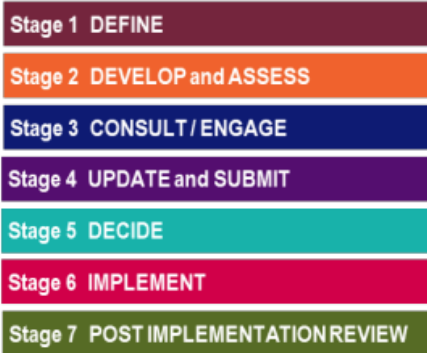 Stage 1 DEFINE
Stage 2 DEVELOP and ASSESS
Stage 3 CONSULT / ENGAGE
Stage 4 UPDATE and SUBMIT
Stage 5 DECIDE
Stage 6 IMPLEMENT
Stage 7 POST IMPLEMENTATION REVIEW